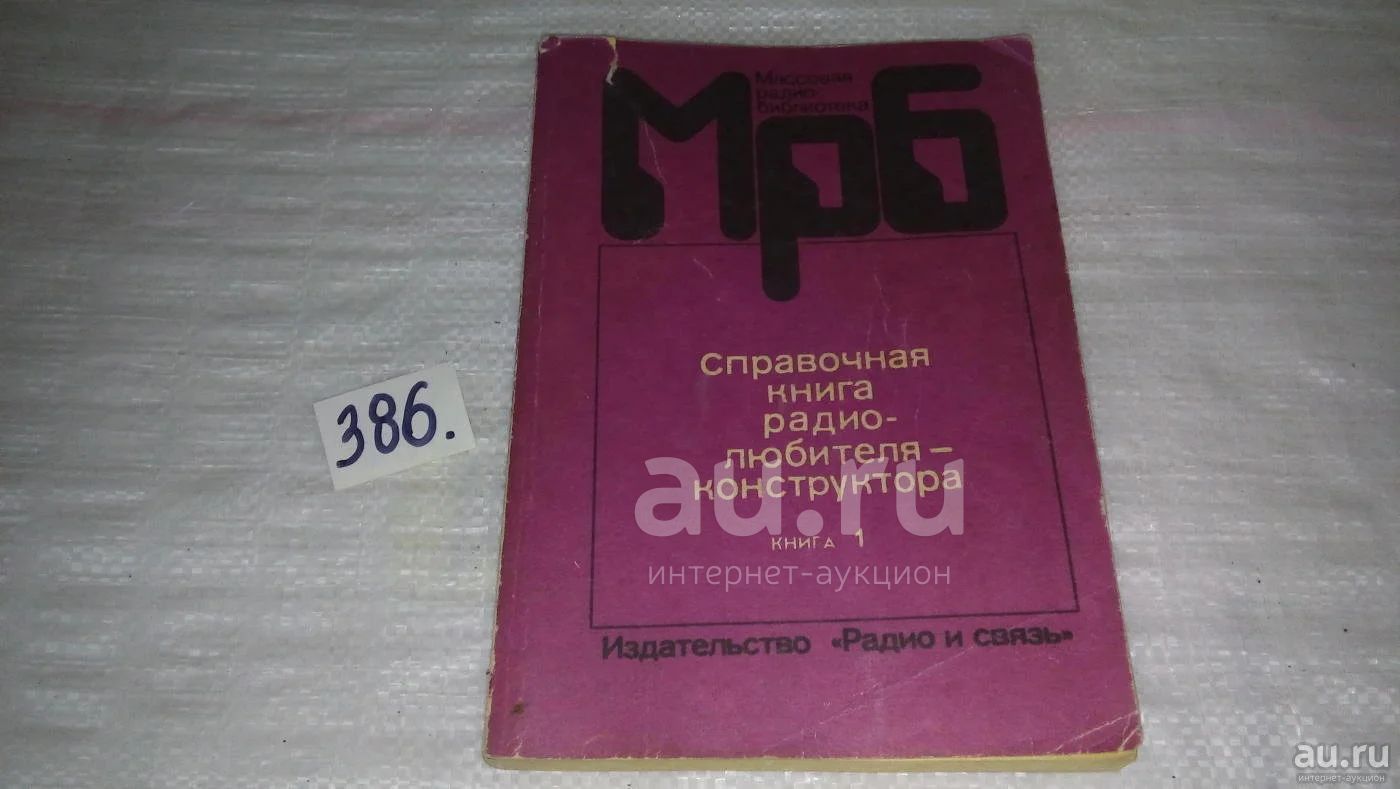 Массовая
радио-
библиотека
МРБ
386.
Справочная
книга
радио-
любителя –
конструктора
книга 1
au.ru
интернет-аукцион
Издательство «Радио и связь»
au.ru
интернет-аукцион